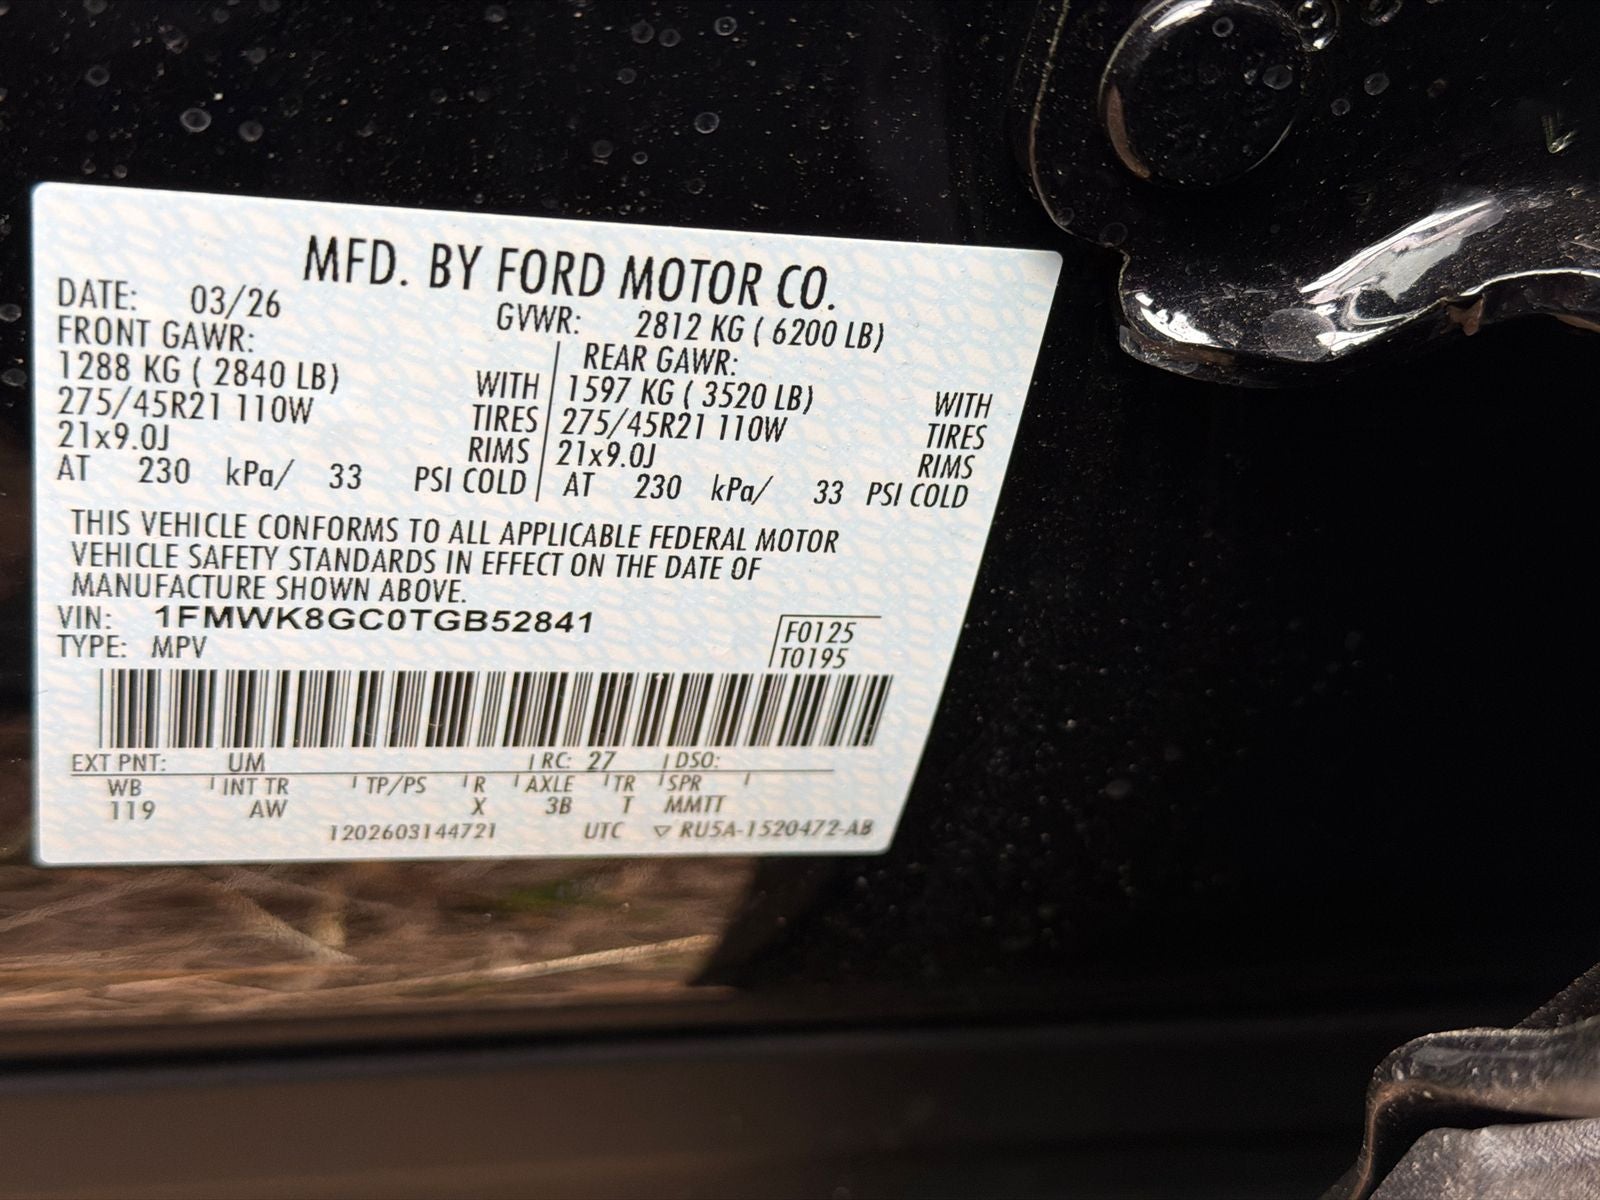 MFD. BY FORD MOTOR CO.
DATE: 03/26 GVWR: 2812 KG ( 6200 LB)
FRONT GAWR: REAR GAWR:
1288 KG ( 2840 LB) WITH 1597 KG ( 3520 LB) WITH
275/45R21 110W TIRES 275/45R21 110W TIRES
21x9.0J RIMS 21x9.0J RIMS
AT 230 kPa/ 33 PSI COLD AT 230 kPa/ 33 PSI COLD
THIS VEHICLE CONFORMS TO ALL APPLICABLE FEDERAL MOTOR
VEHICLE SAFETY STANDARDS IN EFFECT ON THE DATE OF
MANUFACTURE SHOWN ABOVE.
VIN: 1FMWK8GC0TGB52841
TYPE: MPV
F0125
T0195
EXT PNT: UM RC: 27 DSO:
WB INT TR TP/PS R AXLE TR SPR
119 AW X 3B T MMTT
1202603144721 UTC ▽ RU5A-1520472-AB